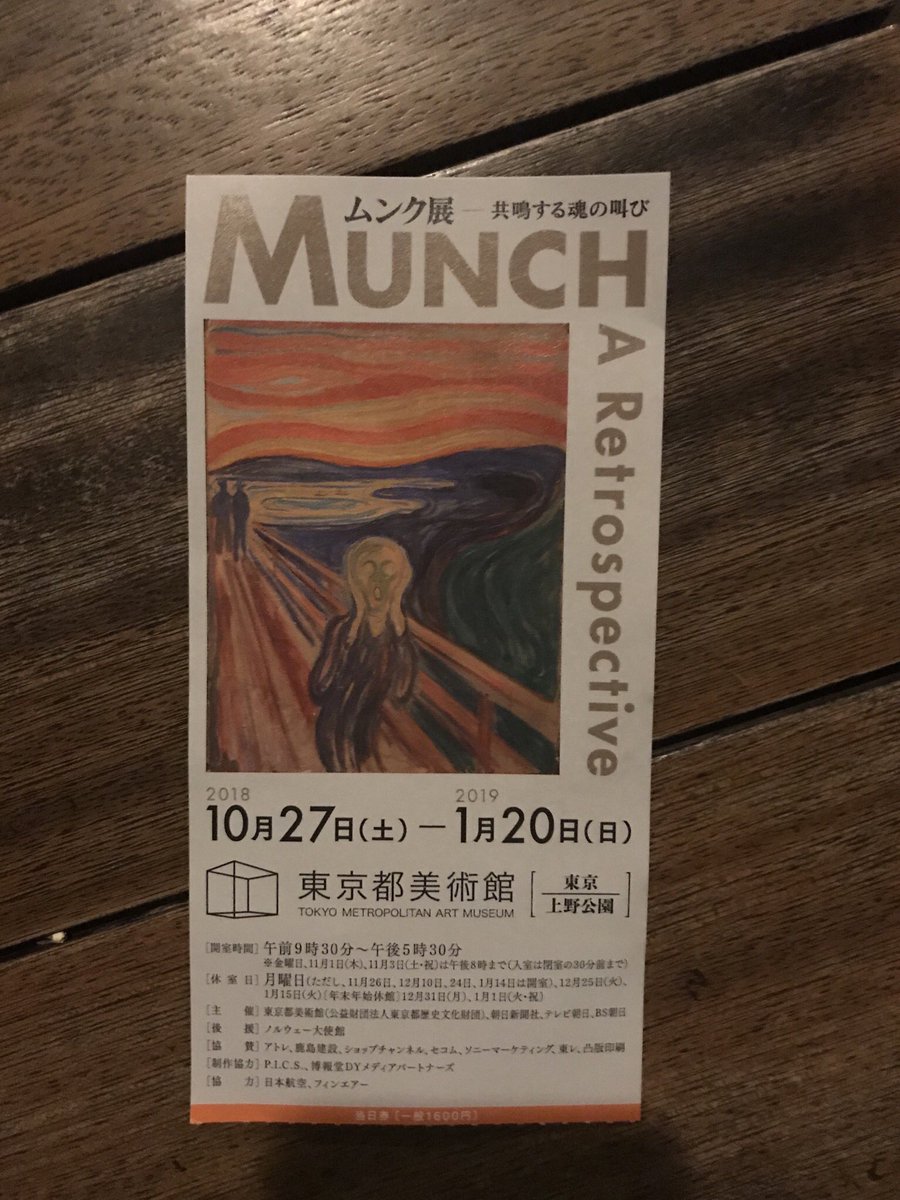 ムンク展 — 共鳴する魂の叫び
MUNCH
A Retrospective
2018 2019
10月27日(土) — 1月20日(日)
東京都美術館
TOKYO METROPOLITAN ART MUSEUM
[東京
上野公園]
[開室時間] 午前9時30分~午後5時30分
※金曜日、11月1日(木)、11月3日(土・祝)は午後8時まで(入室は閉室の30分前まで)
[休室日] 月曜日(ただし、11月26日、12月10日、24日、1月14日は開室)、12月25日(火)、
1月15日(火)[年末年始休館]12月31日(月)、1月1日(火・祝)
[主催] 東京都美術館(公益財団法人東京都歴史文化財団)、朝日新聞社、テレビ朝日、BS朝日
[後援] ノルウェー大使館
[協賛] アトレ、鹿島建設、ショップチャンネル、セコム、ソニーマーケティング、東レ、凸版印刷
[制作協力] P.I.C.S.、博報堂DYメディアパートナーズ
[協力] 日本航空、フィンエアー
当日券[一般1600円]